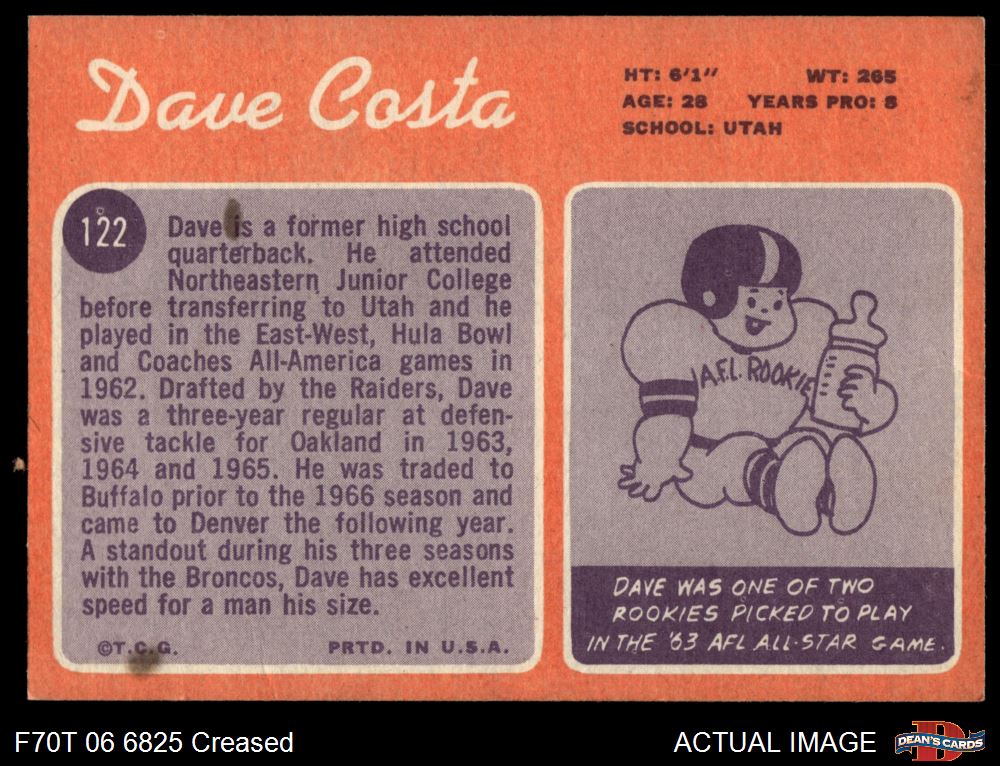 Dave Costa
HT: 6'1" WT: 265
AGE: 28 YEARS PRO: 8
SCHOOL: UTAH
122
Dave is a former high school
quarterback. He attended
Northeastern Junior College
before transferring to Utah and he
played in the East-West, Hula Bowl
and Coaches All-America games in
1962. Drafted by the Raiders, Dave
was a three-year regular at defen-
sive tackle for Oakland in 1963,
1964 and 1965. He was traded to
Buffalo prior to the 1966 season and
came to Denver the following year.
A standout during his three seasons
with the Broncos, Dave has excellent
speed for a man his size.
©T.C.G. PRTD. IN U.S.A.
A.F.L. ROOKIE
DAVE WAS ONE OF TWO
ROOKIES PICKED TO PLAY
IN THE '63 AFL ALL-STAR GAME.
F70T 06 6825 Creased
ACTUAL IMAGE
D
DEAN'S CARDS